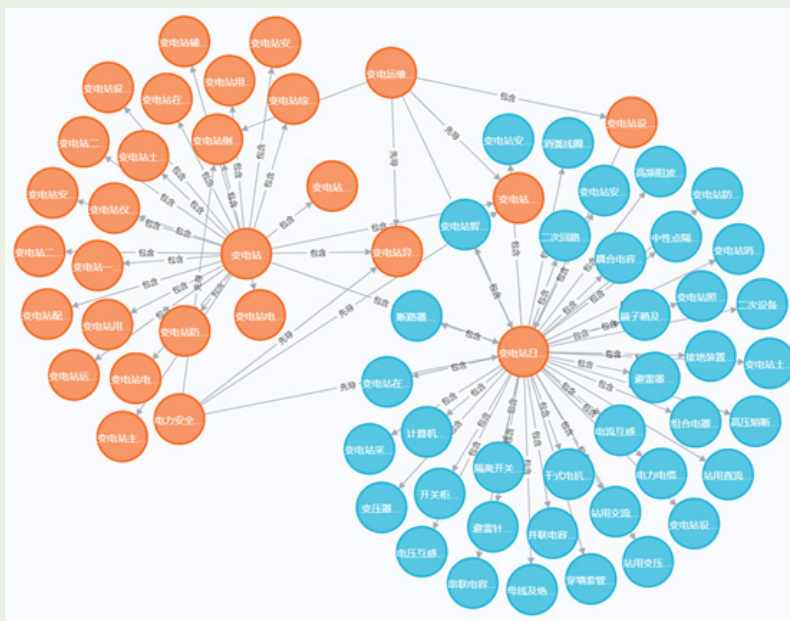 变电站辅...
变电站安...
变电站设...
变电站在...
变电站用...
变电站综...
变电运维...
变电站设...
变电站二...
变电站土...
变电站倒...
变电站安...
消弧线圈...
高频阻波...
变电站安...
变电站仪...
变电站...
变电站...
变电站安...
变电站防...
变电站二...
变电站一...
变电站
变电站异...
变电站智...
二次回路...
耦合电容...
中性点隔...
变电站消...
变电站配...
变电站用...
变电站防...
变电站电...
断路器...
端子箱及...
变电站照...
二次设备...
变电站日...
变电站运...
变电站电...
变电站在...
避雷器...
接地装置...
变电站土...
变电站主...
电力安全...
计算机...
电流互感...
组合电器...
高压熔断...
变电站采...
隔离开关...
干式电抗...
电力电缆...
站用直流...
变压器...
开关柜...
避雷针...
并联电容...
站用交流...
变电站设...
电压互感...
串联电容...
母线及绝...
穿墙套管...
站用变压...
包含
先导